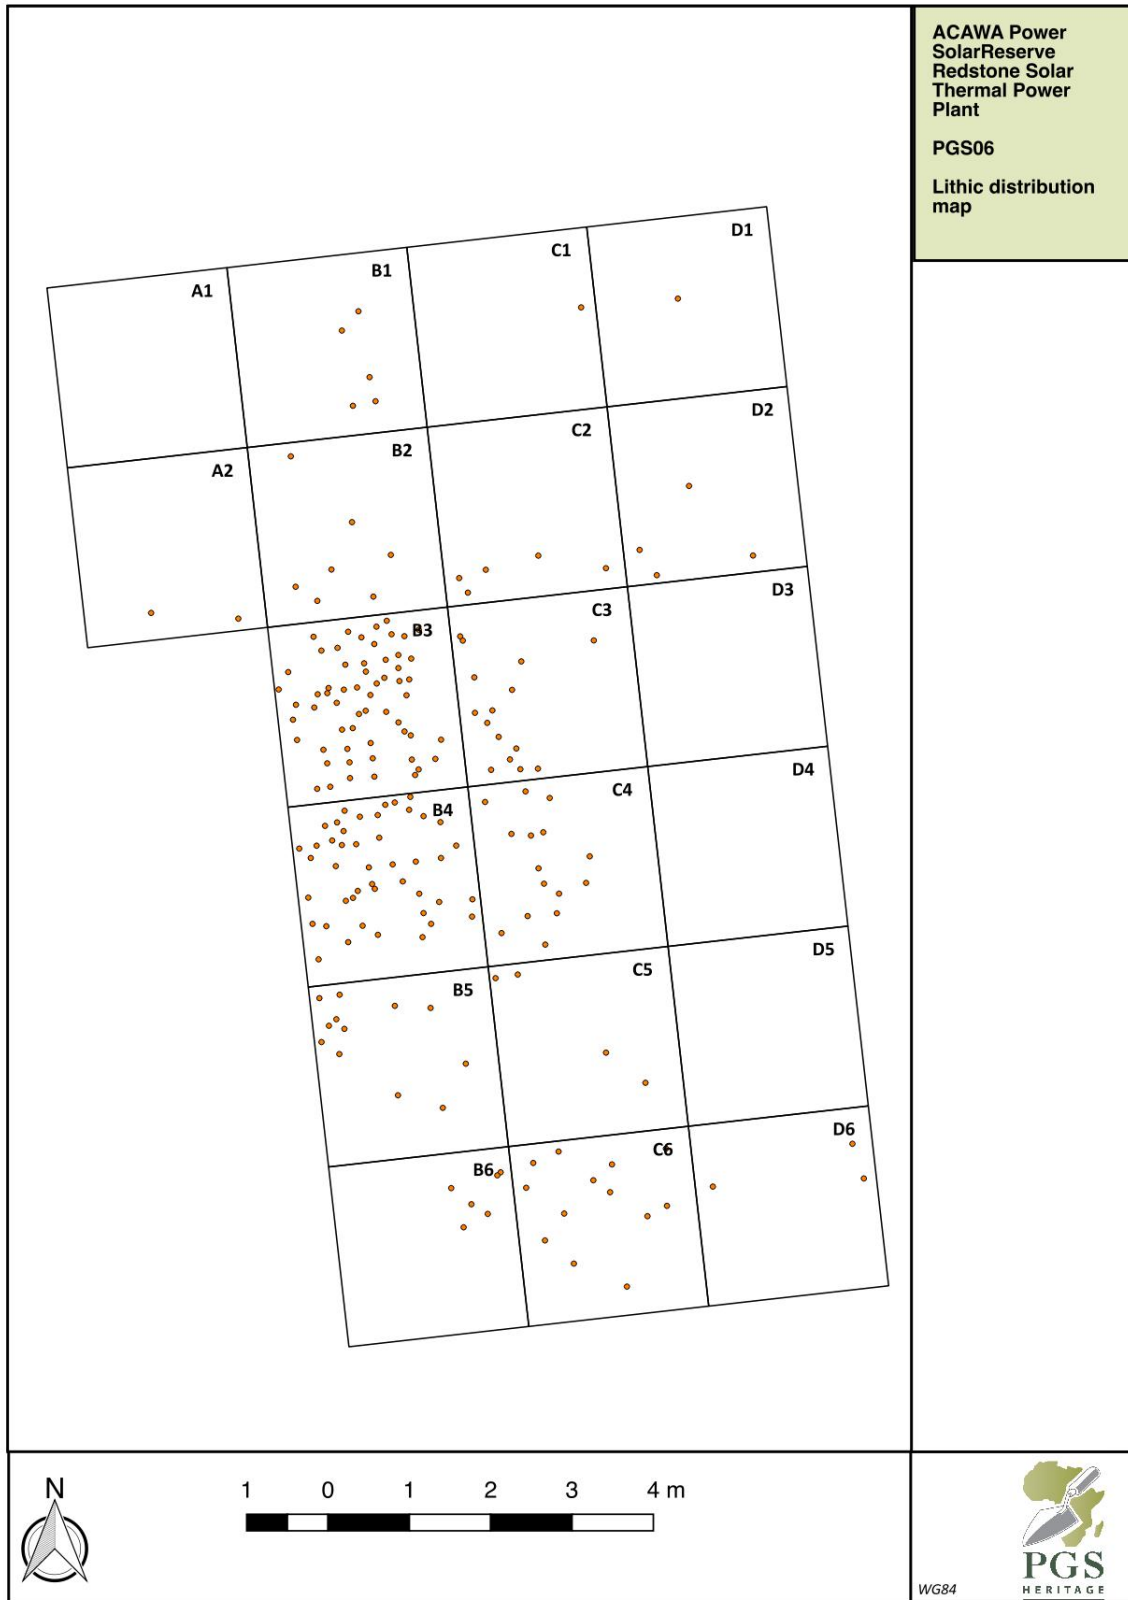 ACAWA Power
SolarReserve
Redstone Solar
Thermal Power
Plant
PGS06
Lithic distribution
map
A1
B1
C1
D1
A2
B2
C2
D2
B3
C3
D3
B4
C4
D4
B5
C5
D5
B6
C6
D6
N
1 0 1 2 3 4 m
WG84
PGS
HERITAGE